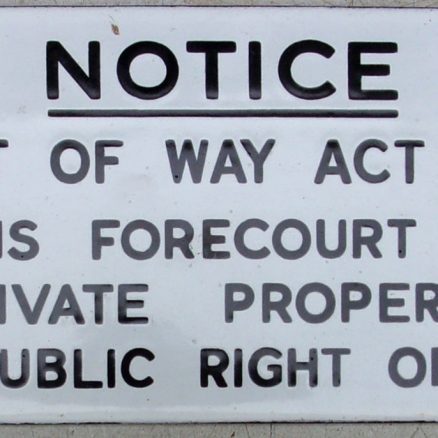 NOTICE
T OF WAY ACT
IS FORECOURT
IVATE PROPER
UBLIC RIGHT O